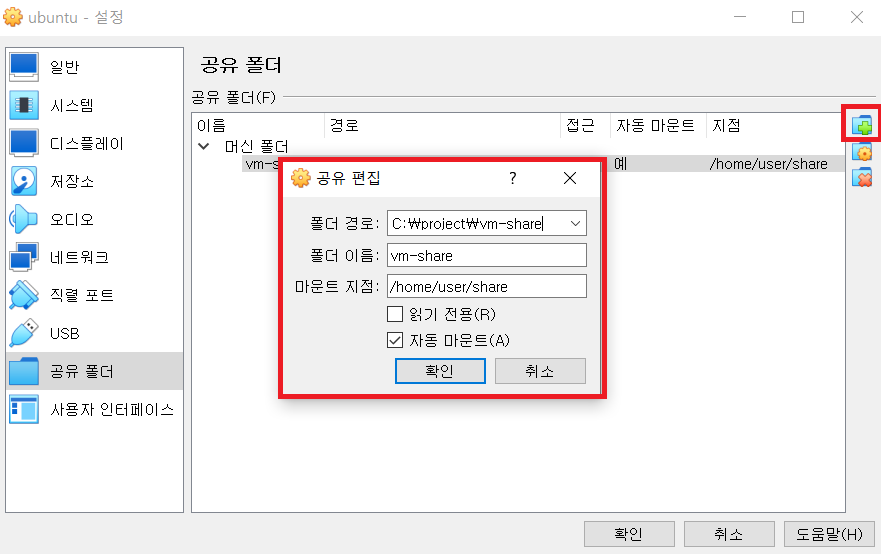 ubuntu - 설정
일반
시스템
디스플레이
저장소
오디오
네트워크
직렬 포트
USB
공유 폴더
사용자 인터페이스
공유 폴더
공유 폴더(F)
이름 경로 접근 자동 마운트 지점
머신 폴더
vm-s 예 /home/user/share
공유 편집 ?
폴더 경로: C:₩project₩vm-share
폴더 이름: vm-share
마운트 지점: /home/user/share
읽기 전용(R)
자동 마운트(A)
확인 취소
확인 취소 도움말(H)